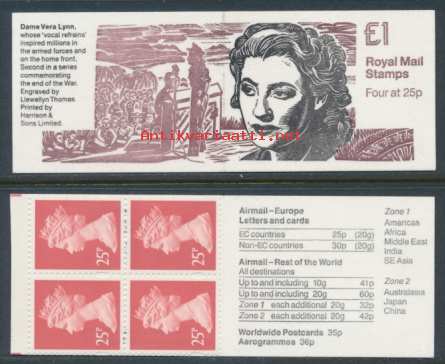 Dame Vera Lynn,
whose 'vocal refrains'
inspired millions in
the armed forces and
on the home front.
Second in a series
commemorating
the end of the War.
Engraved by
Llewellyn Thomas
Printed by
Harrison &
Sons Limited.
£1
Royal Mail
Stamps
Four at 25p
Antikvariaatti.net
25P
25P
25P
25P
Airmail–Europe
Letters and cards
EC countries 25p (20g)
Non-EC countries 30p (20g)
Airmail–Rest of the World
All destinations
Up to and including 10g 41p
Up to and including 20g 60p
Zone 1 each additional 20g 32p
Zone 2 each additional 20g 42p
Worldwide Postcards 35p
Aerogrammes 36p
Zone 1
Americas
Africa
Middle East
India
SE Asia
Zone 2
Australasia
Japan
China